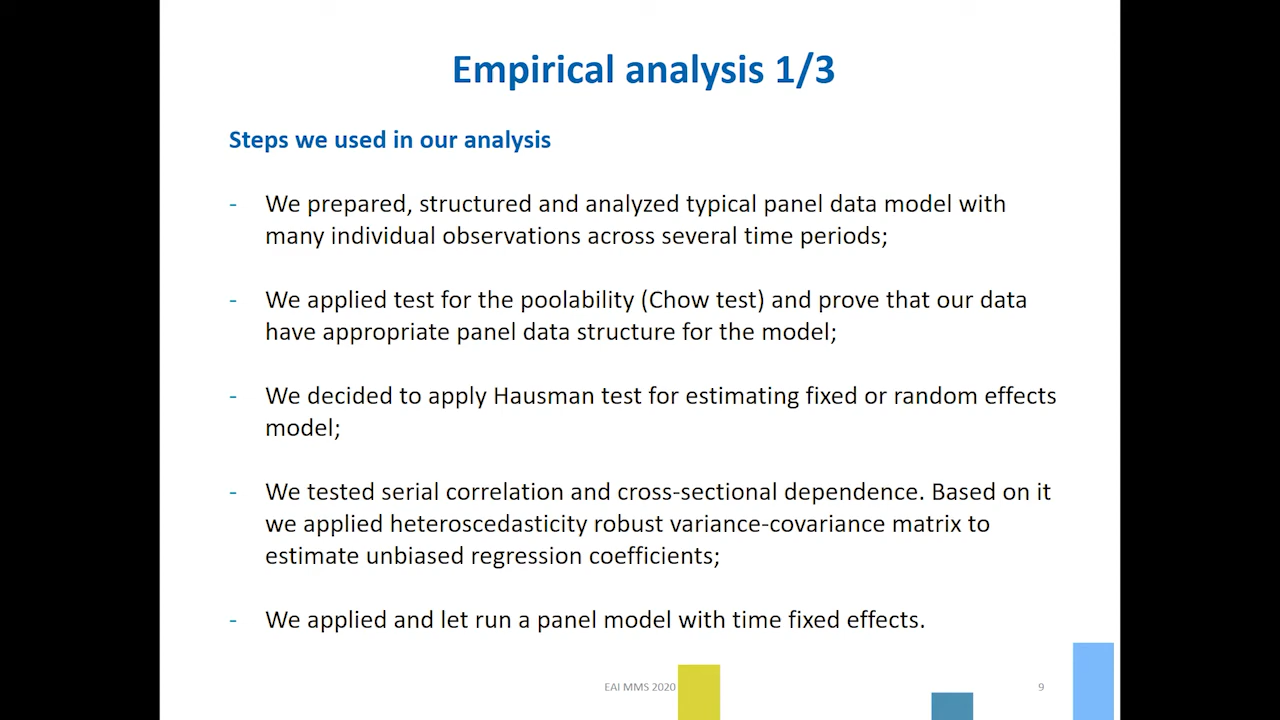 Empirical analysis 1/3
Steps we used in our analysis
- We prepared, structured and analyzed typical panel data model with
many individual observations across several time periods;
- We applied test for the poolability (Chow test) and prove that our data
have appropriate panel data structure for the model;
- We decided to apply Hausman test for estimating fixed or random effects
model;
- We tested serial correlation and cross-sectional dependence. Based on it
we applied heteroscedasticity robust variance-covariance matrix to
estimate unbiased regression coefficients;
- We applied and let run a panel model with time fixed effects.
EAI MMS 2020
9